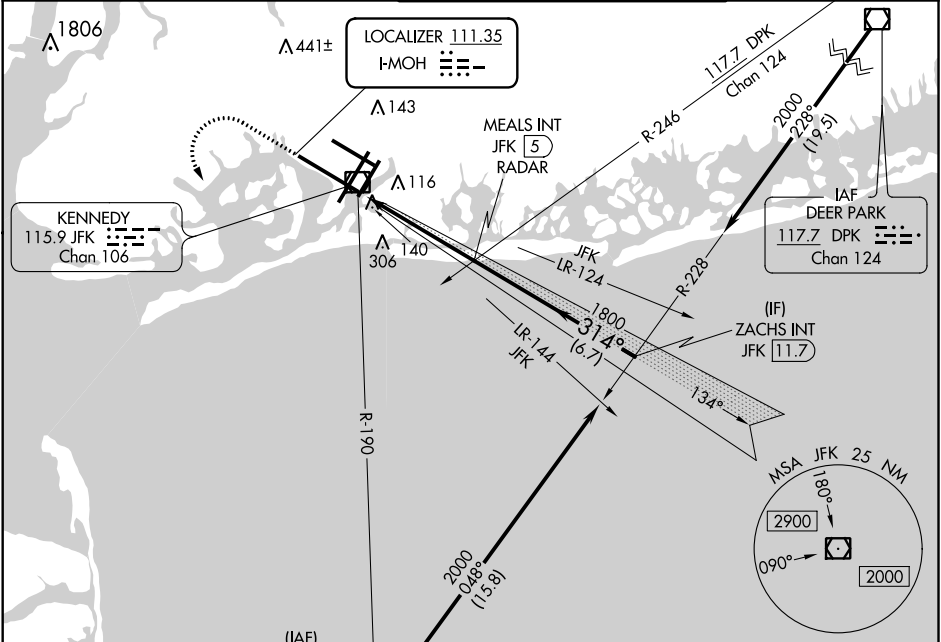 1806
441±
LOCALIZER 111.35
I-MOH
143
116
140
306
MEALS INT
JFK 5
RADAR
R-246
117.7 DPK
Chan 124
2000
228°
(19.5)
KENNEDY
115.9 JFK
Chan 106
IAF
DEER PARK
117.7 DPK
Chan 124
JFK
LR-124
R-228
(IF)
ZACHS INT
JFK 11.7
1800
314°
(6.7)
LR-144
JFK
134°
R-190
MSA JFK 25 NM
180°
2900
090°
2000
2000
048°
(15.8)
(IAF)